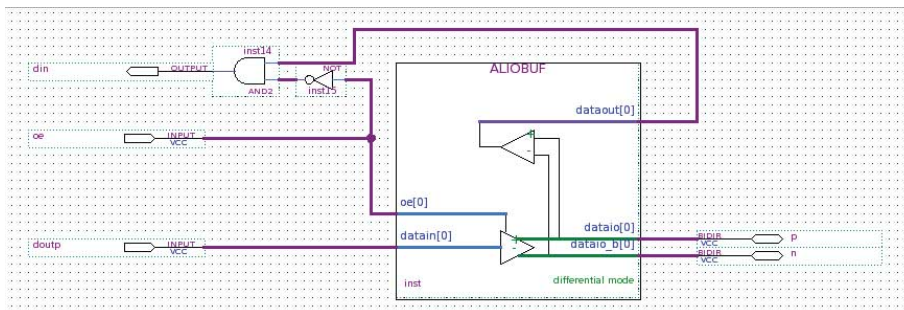 inst14
ALIOBUF
din
OUTPUT
NOT
AND2
inst15
dataout[0]
+
-
oe
INPUT
VCC
oe[0]
datain[0]
dataio[0]
dataio_b[0]
+
-
doutp
INPUT
VCC
BIDIR
VCC
p
BIDIR
VCC
n
inst
differential mode